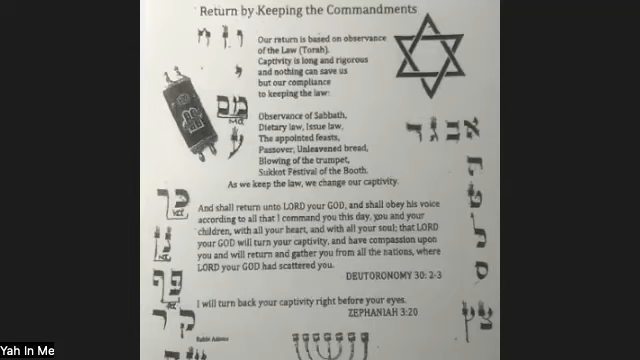 Return by Keeping the Commandments
Our return is based on observance
of the Law (Torah).
Captivity is long and rigorous
and nothing can save us
but our compliance
to keeping the law:
Observance of Sabbath,
Dietary law, Issue law,
The appointed feasts,
Passover, Unleavened bread,
Blowing of the trumpet,
Sukkot Festival of the Booth.
As we keep the law, we change our captivity.
And shall return unto LORD your GOD, and shall obey his voice
according to all that I command you this day, you and your
children, with all your heart, and with all your soul; that LORD
your GOD will turn your captivity, and have compassion upon
you and will return and gather you from all the nations, where
LORD your GOD had scattered you.
DEUTORONOMY 30: 2-3
I will turn back your captivity right before your eyes.
ZEPHANIAH 3:20
Yah In Me